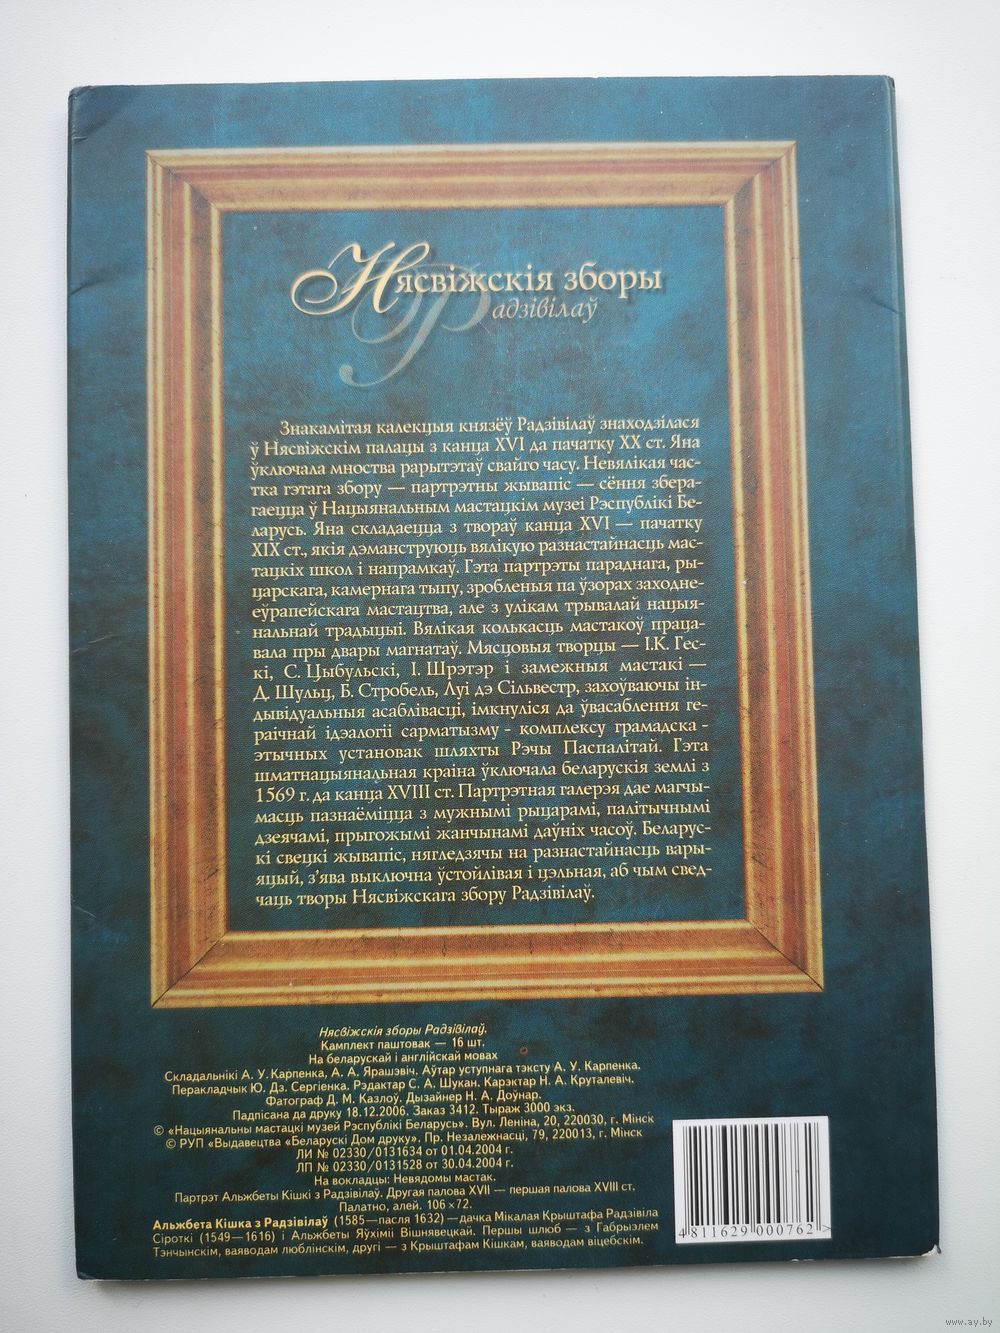 Нясвіжскія зборы
Радзівілаў
Знакамітая калекцыя князёў Радзівілаў знаходзілася
ў Нясвіжскім палацы з канца XVI да пачатку XX ст. Яна
ўключала мноства рарытэтаў свайго часу. Невялікая час-
тка гэтага збору — партрэтны жывапіс — сёння зберa-
гаецца ў Нацыянальным мастацкім музеі Рэспублікі Бе-
ларусь. Яна складаецца з твораў канца XVI — пачатку
XIX ст., якія дэманструюць вялікую разнастайнасць мас-
тацкіх школ і напрамкаў. Гэта партрэты параднага, ры-
царскага, камернага тыпу, зробленыя па ўзорах заходне-
еўрапейскага мастацтва, але з улікам трывалай нацыя-
нальнай традыцыі. Вялікая колькасць мастакоў праца-
вала пры двары магнатаў. Мясцовыя творцы — І.К. Гес-
кі, С. Цыбульскі, І. Шрэтэр і замежныя мастакі —
Д. Шульц, Б. Стробель, Луі дэ Сільвестр, захоўваючы ін-
дывідуальныя асаблівасці, імкнуліся да ўвасаблення ге-
раічнай ідэалогіі сарматызму - комплексу грамадска -
этычных установак шляхты Рэчы Паспалітай. Гэта
шматнацыянальная краіна ўключала беларускія землі з
1569 г. да канца XVIII ст. Партрэтная галерэя дае магчы-
масць пазнаёміцца з мужнымі рыцарамі, палітычнымі
дзеячамі, прыгожымі жанчынамі даўніх часоў. Беларус-
кі свецкі жывапіс, нягледзячы на разнастайнасць вары-
яцый, з'ява выключна ўстойлівая і цэльная, аб чым свед-
чаць творы Нясвіжскага збору Радзівілаў.
Нясвіжскія зборы Радзівілаў.
Камплект паштовак — 16 шт.
На беларускай і англійскай мовах
Складальнікі А. У. Карпенка, А. А. Ярашэвіч. Аўтар уступнага тэксту А. У. Карпенка.
Перакладчык Ю. Дз. Сергіенка. Рэдактар С. А. Шукан. Карэктар Н. А. Круталевіч.
Фатограф Д. М. Казлоў. Дызайнер Н. А. Доўнар.
Падпісана да друку 18.12.2006. Заказ 3412. Тыраж 3000 экз.
© «Нацыянальны мастацкі музей Рэспублікі Беларусь». Вул. Леніна, 20, 220030, г. Мінск
© РУП «Выдавецтва «Беларускі Дом друку». Пр. Незалежнасці, 79, 220013, г. Мінск
ЛИ № 02330/0131634 от 01.04.2004 г.
ЛП № 02330/0131528 от 30.04.2004 г.
На вокладцы: Невядомы мастак.
Партрэт Альжбеты Кішкі з Радзівілаў. Другая палова XVII — першая палова XVIII ст.
Палатно, алей. 106×72.
Альжбета Кішка з Радзівілаў (1585—пасля 1632) —дачка Мікалая Крыштафа Радзівіла
Сіроткі (1549—1616) і Альжбеты Яўхіміі Вішнявецкай. Першы шлюб — з Габрыэлем
Тэнчынскім, ваяводам люблінскім, другі — з Крыштафам Кішкам, ваяводам віцебскім.
4 811629 000762 >
www.ay.by